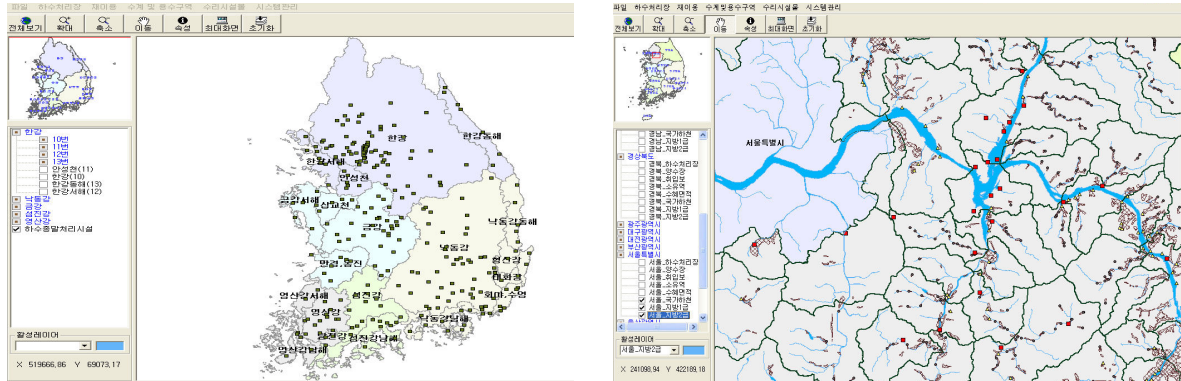 파일 하수처리장 재이용 수계 및 용수구역 수리시설물 시스템관리
전체보기 확대 축소 이동 속성 최대화면 초기화
한강
10번
11번
12번
13번
안성천(11)
한강(10)
한강동해(13)
한강서해(12)
낙동강
금강
섬진강
영산강
하수종말처리시설
활성레이어
X 519666,86 Y 69073,17
한강
한강동해
한강서해
안성천
금강서해
삽교천
금강
낙동강동해
낙동강
만경,동진
형산강
태화강
회야,수영
섬진강
영산강서해
영산강
낙동강남해
섬진강남해
영산강남해
파일 하수처리장 재이용 수계및용수구역 수리시설물 시스템관리
전체보기 확대 축소 이동 속성 최대화면 초기화
경남_국가하천
경남_지방1급
경남_지방2급
경상북도
경북_하수처리장
경북_양수장
경북_취입보
경북_소유역
경북_수혜면적
경북_국가하천
경북_지방1급
경북_지방2급
광주광역시
대구광역시
대전광역시
부산광역시
서울특별시
서울_하수처리장
서울_양수장
서울_취입보
서울_소유역
서울_수혜면적
서울_국가하천
서울_지방1급
서울_지방2급
활성레이어
서울_지방2급
X 241098,94 Y 422189,18
서울특별시